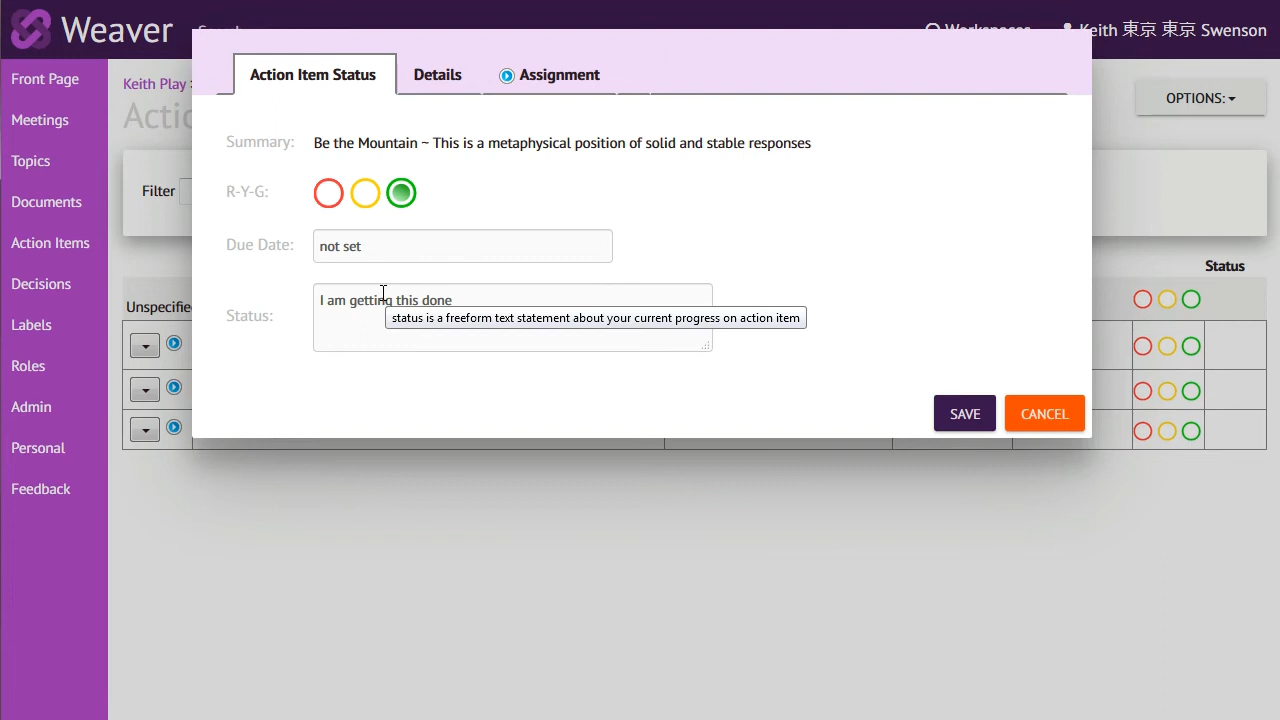 Weaver
Search
Workspaces
Keith 東京 東京 Swenson
Front Page
Meetings
Topics
Documents
Action Items
Decisions
Labels
Roles
Admin
Personal
Feedback
Keith Play
OPTIONS:
Filter
Status
Unspecifie
Action Item Status
Details
Assignment
Summary: Be the Mountain ~ This is a metaphysical position of solid and stable responses
R-Y-G:
Due Date: not set
Status: I am getting this done
status is a freeform text statement about your current progress on action item
SAVE
CANCEL